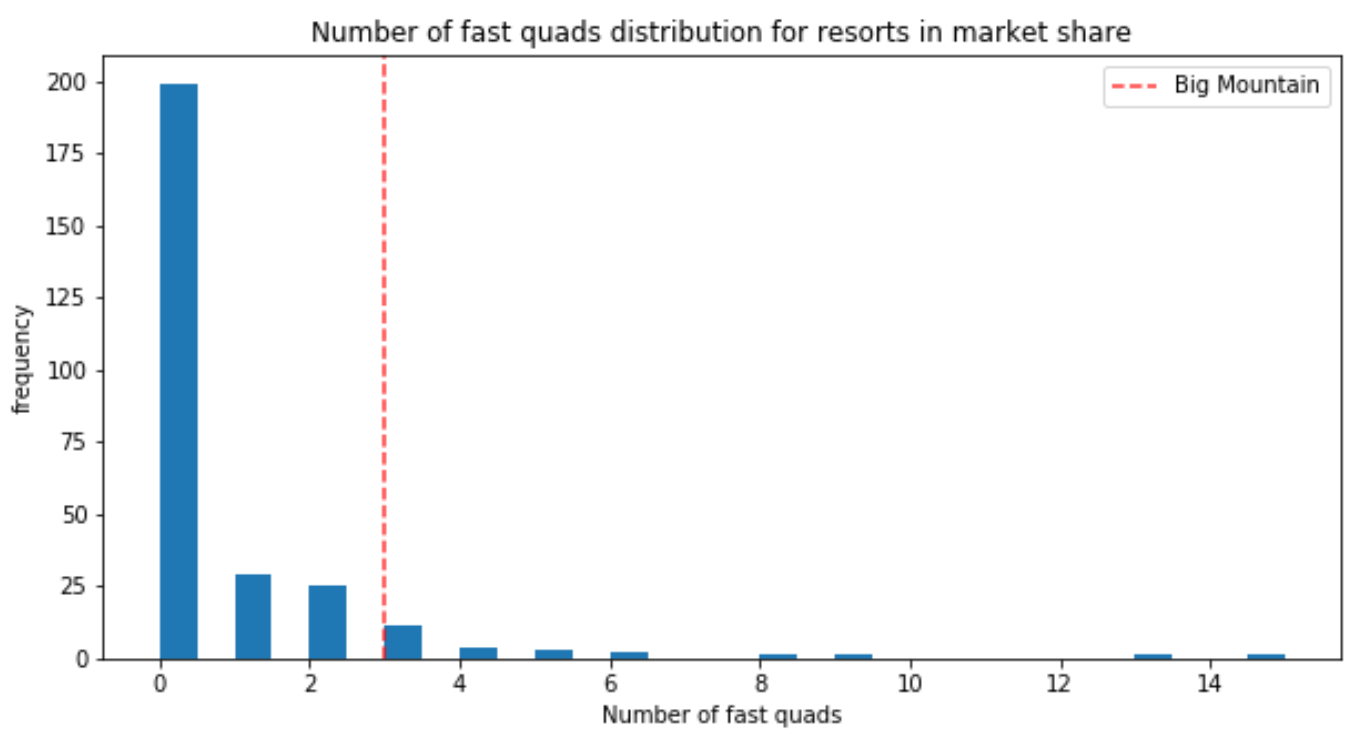 Number of fast quads distribution for resorts in market share
Big Mountain
200
175
150
125
100
75
50
25
0
frequency
0 2 4 6 8 10 12 14
Number of fast quads